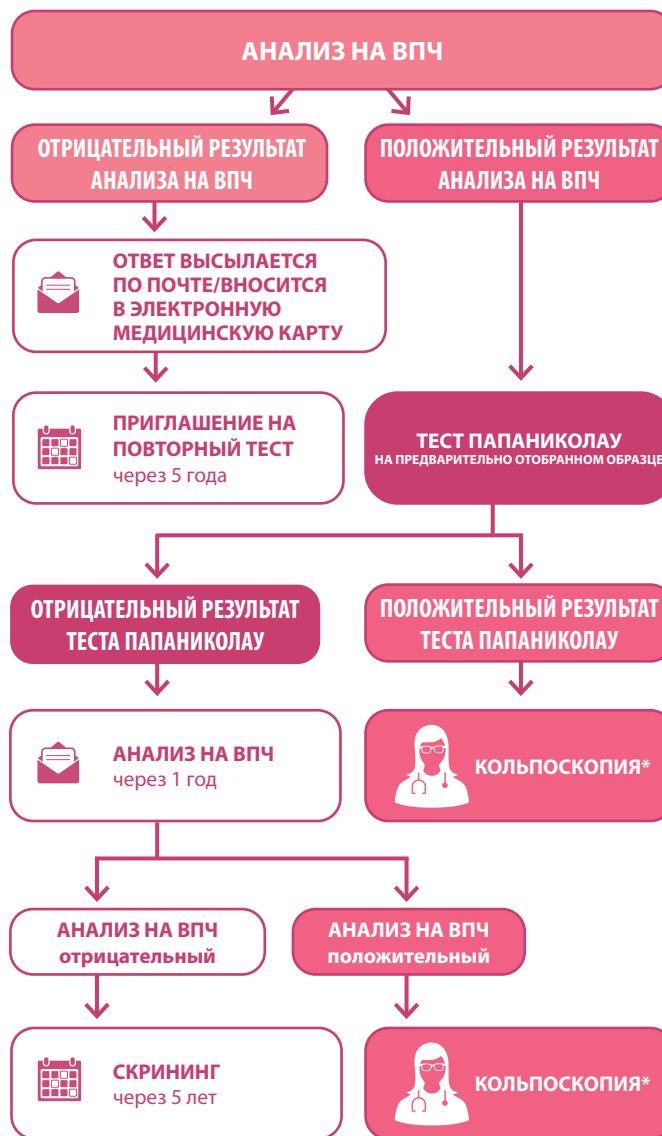 АНАЛИЗ НА ВПЧ
ОТРИЦАТЕЛЬНЫЙ РЕЗУЛЬТАТ
АНАЛИЗА НА ВПЧ
ПОЛОЖИТЕЛЬНЫЙ РЕЗУЛЬТАТ
АНАЛИЗА НА ВПЧ
ОТВЕТ ВЫСЫЛАЕТСЯ
ПО ПОЧТЕ/ВНОСИТСЯ
В ЭЛЕКТРОННУЮ
МЕДИЦИНСКУЮ КАРТУ
ПРИГЛАШЕНИЕ НА
ПОВТОРНЫЙ ТЕСТ
через 5 года
ТЕСТ ПАПАНИКОЛАУ
НА ПРЕДВАРИТЕЛЬНО ОТОБРАННОМ ОБРАЗЦЕ
ОТРИЦАТЕЛЬНЫЙ РЕЗУЛЬТАТ
ТЕСТА ПАПАНИКОЛАУ
ПОЛОЖИТЕЛЬНЫЙ РЕЗУЛЬТАТ
ТЕСТА ПАПАНИКОЛАУ
АНАЛИЗ НА ВПЧ
через 1 год
КОЛЬПОСКОПИЯ*
АНАЛИЗ НА ВПЧ
отрицательный
АНАЛИЗ НА ВПЧ
положительный
СКРИНИНГ
через 5 лет
КОЛЬПОСКОПИЯ*